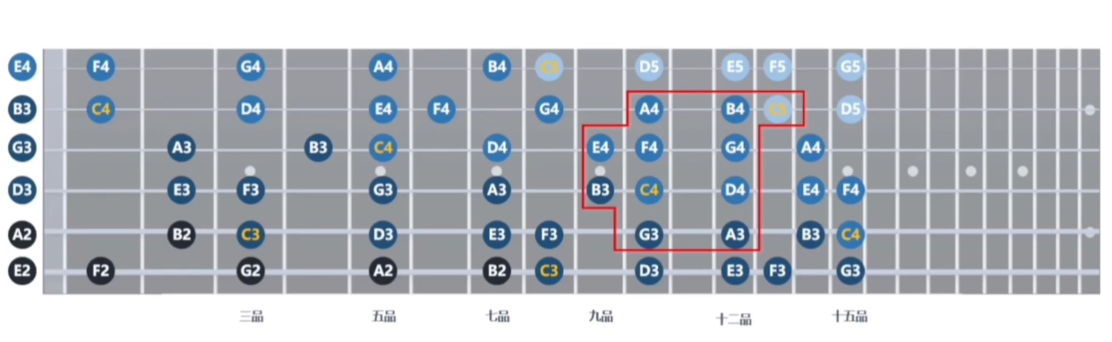 E4 F4 G4 A4 B4 C5 D5 E5 F5 G5
B3 C4 D4 E4 F4 G4 A4 B4 C5 D5
G3 A3 B3 C4 D4 E4 F4 G4 A4
D3 E3 F3 G3 A3 B3 C4 D4 E4 F4
A2 B2 C3 D3 E3 F3 G3 A3 B3 C4
E2 F2 G2 A2 B2 C3 D3 E3 F3 G3
三品 五品 七品 九品 十二品 十五品